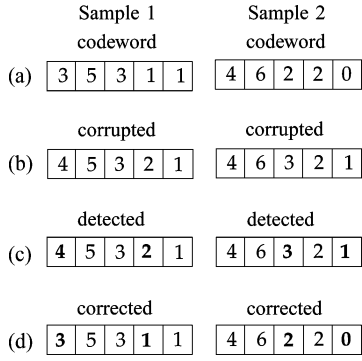 Sample 1 Sample 2
codeword codeword
(a) 3 5 3 1 1 4 6 2 2 0
corrupted corrupted
(b) 4 5 3 2 1 4 6 3 2 1
detected detected
(c) 4 5 3 2 1 4 6 3 2 1
corrected corrected
(d) 3 5 3 1 1 4 6 2 2 0